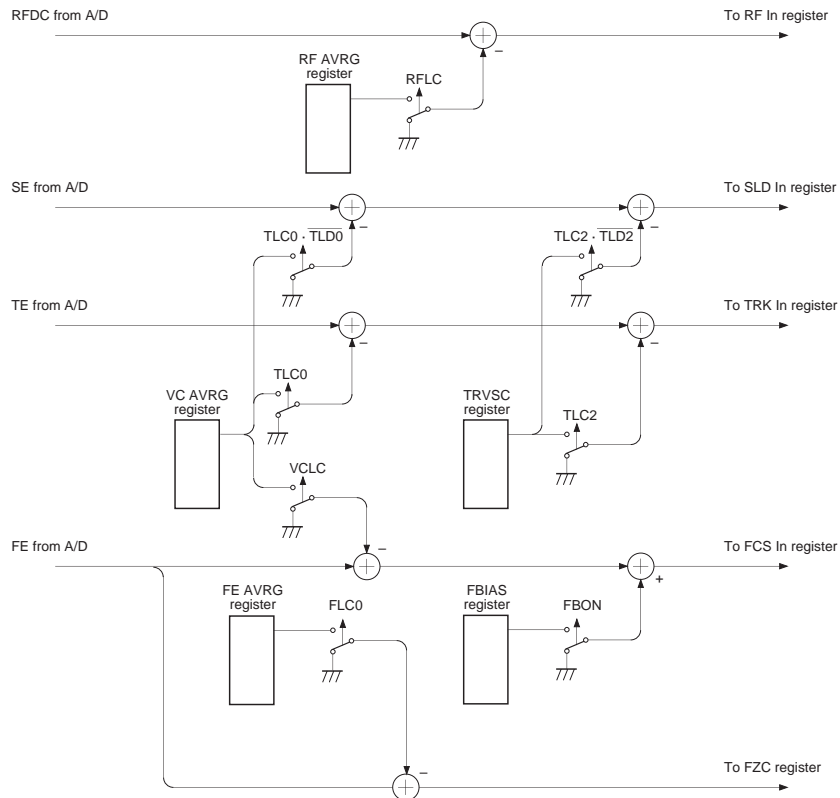 RFDC from A/D
To RF In register
−
RF AVRG
register
RFLC
SE from A/D
To SLD In register
−
−
TLC0 · \overline{TLD0}
TLC2 · \overline{TLD2}
TE from A/D
To TRK In register
−
−
TLC0
VC AVRG
register
TRVSC
register
TLC2
VCLC
−
FE from A/D
To FCS In register
+
FE AVRG
register
FLC0
FBIAS
register
FBON
To FZC register
−